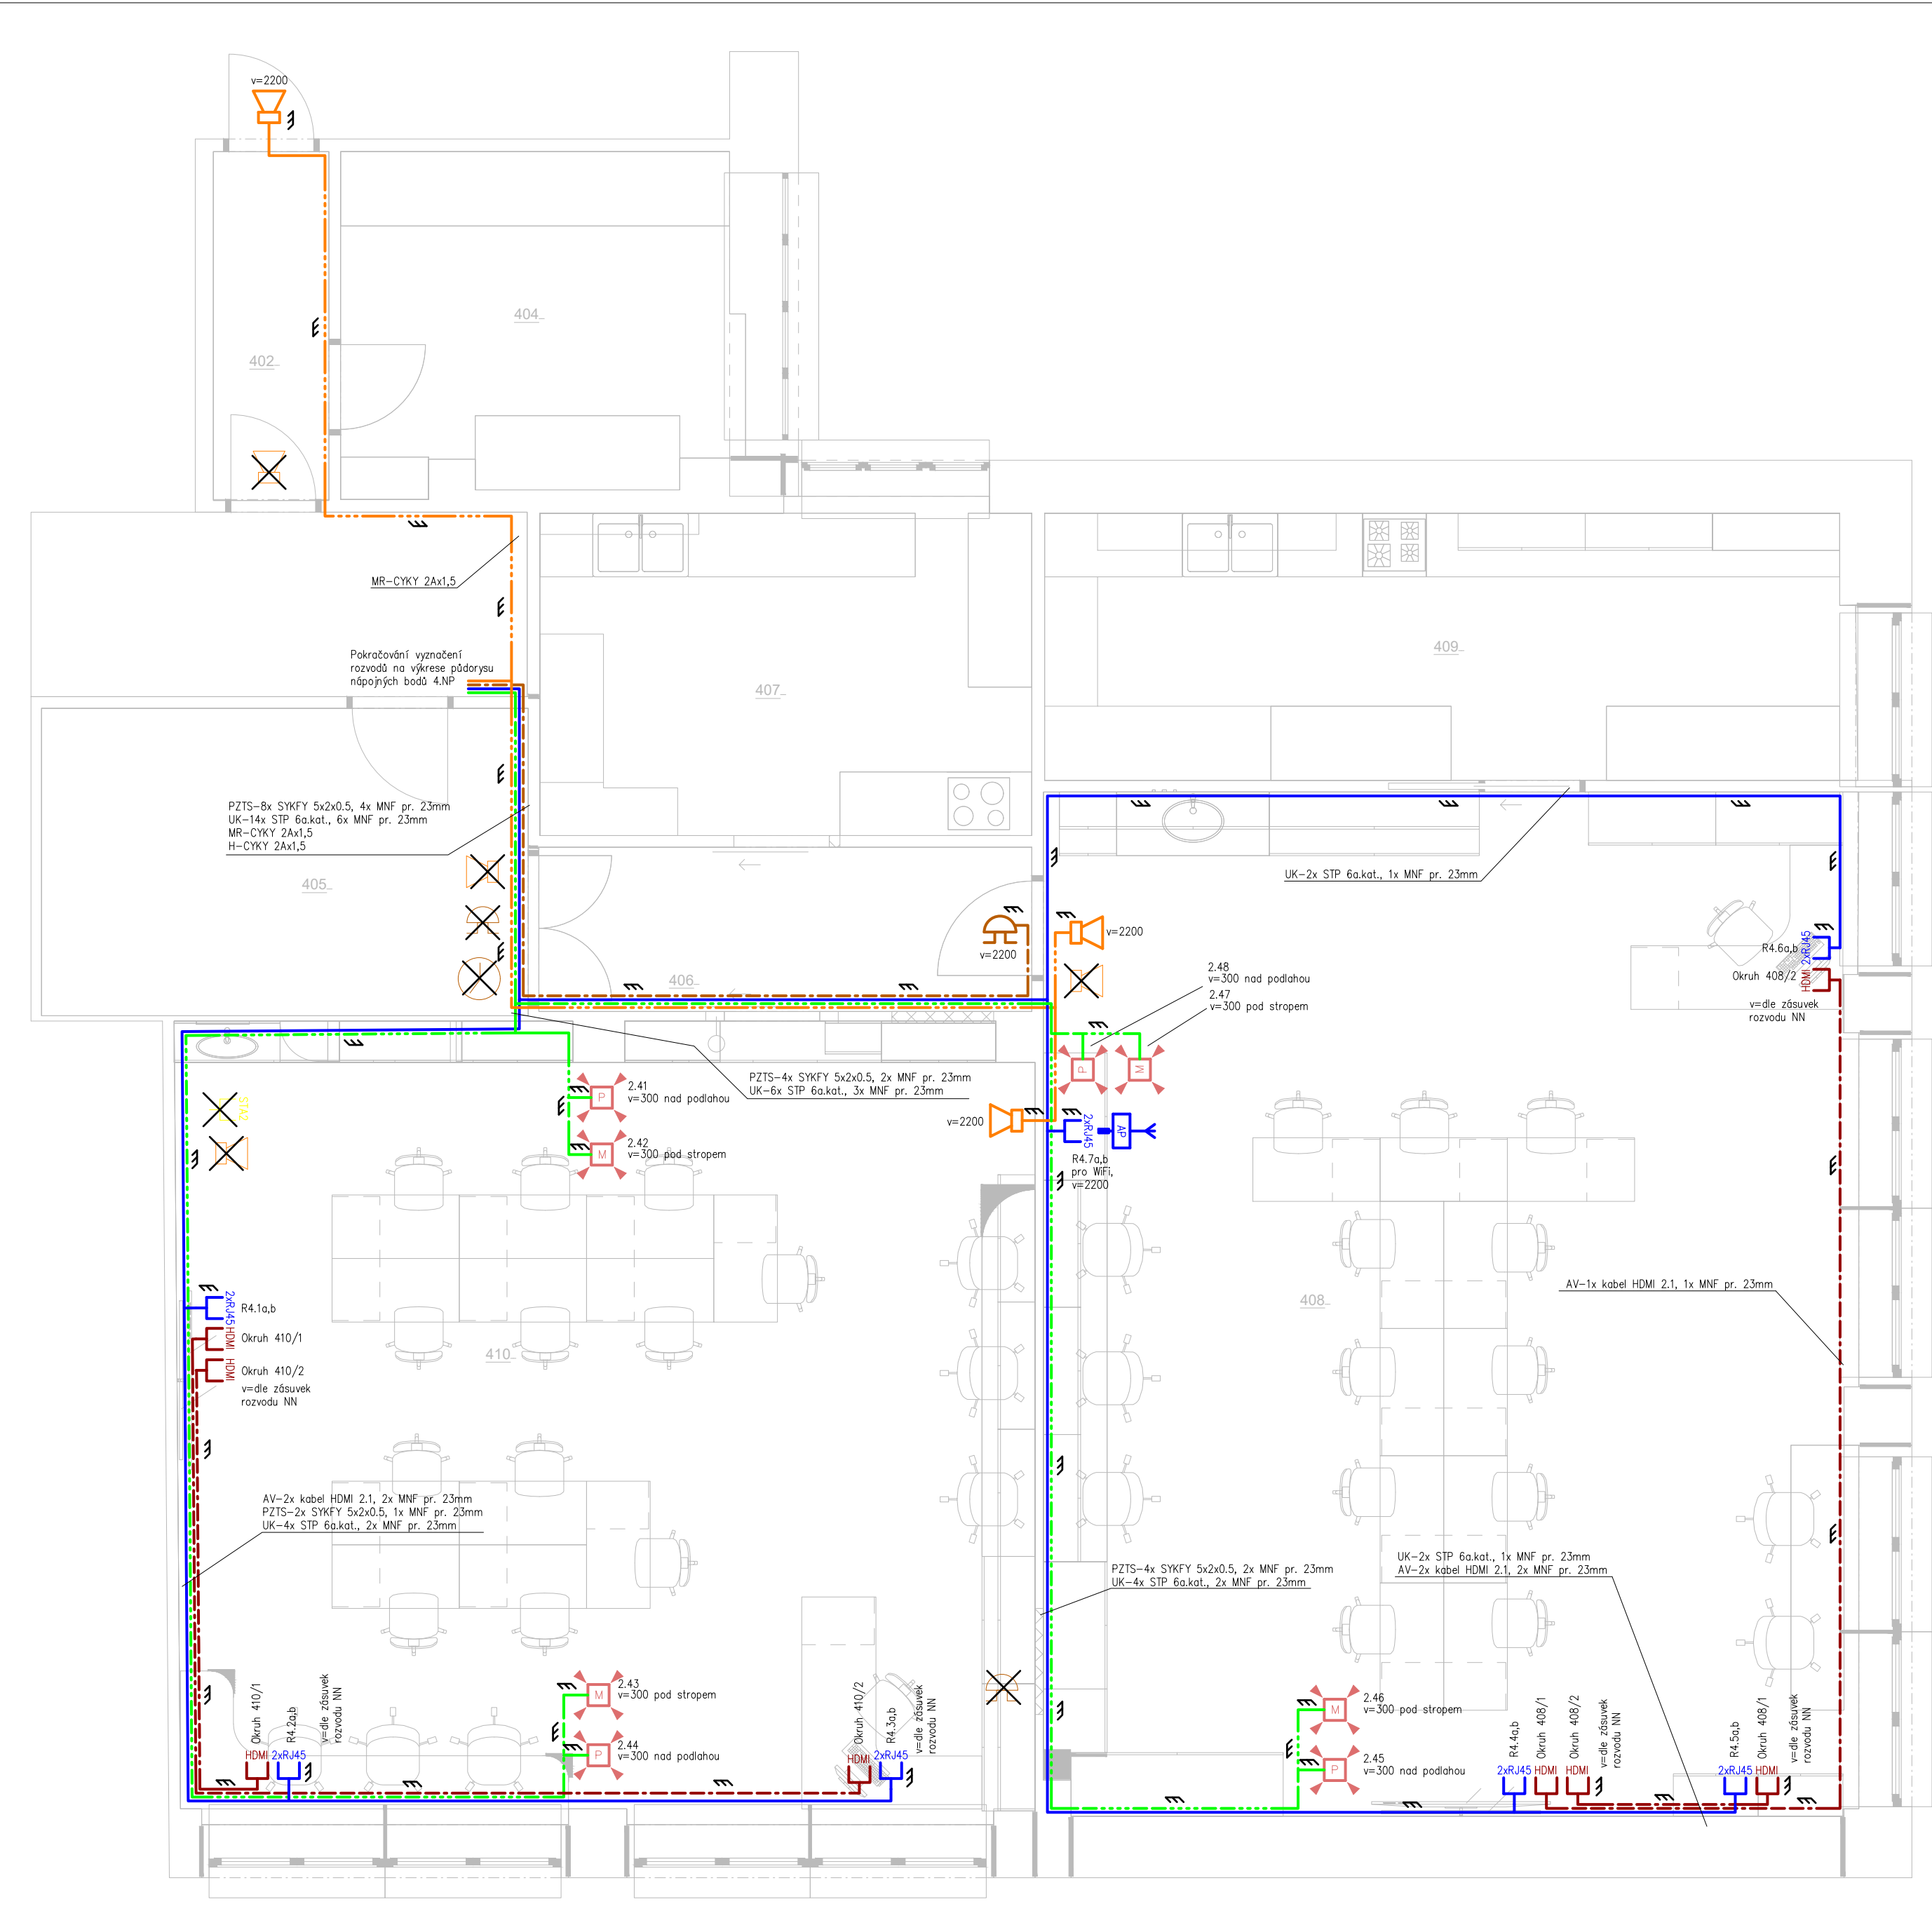 v=2200
404
402
MR-CYKY 2Ax1,5
Pokračování vyznačení
rozvodů na výkrese půdorysu
nápojných bodů 4.NP
407
409
PZTS-8x SYKFY 5x2x0.5, 4x MNF pr. 23mm
UK-14x STP 6a.kat., 6x MNF pr. 23mm
MR-CYKY 2Ax1,5
H-CYKY 2Ax1,5
405
UK-2x STP 6a.kat., 1x MNF pr. 23mm
v=2200
v=2200
406
2.48
v=300 nad podlahou
2.47
v=300 pod stropem
R4.6a,b
2xRJ45
Okruh 408/2
HDMI
v=dle zásuvek
rozvodu NN
P
M
PZTS-4x SYKFY 5x2x0.5, 2x MNF pr. 23mm
UK-6x STP 6a.kat., 3x MNF pr. 23mm
P
2.41
v=300 nad podlahou
M
2.42
v=300 pod stropem
STA2
v=2200
2xRJ45
AP
R4.7a,b
pro WiFi,
v=2200
2xRJ45
R4.1a,b
HDMI
Okruh 410/1
HDMI
Okruh 410/2
v=dle zásuvek
rozvodu NN
410
408
AV-1x kabel HDMI 2.1, 1x MNF pr. 23mm
AV-2x kabel HDMI 2.1, 2x MNF pr. 23mm
PZTS-2x SYKFY 5x2x0.5, 1x MNF pr. 23mm
UK-4x STP 6a.kat., 2x MNF pr. 23mm
PZTS-4x SYKFY 5x2x0.5, 2x MNF pr. 23mm
UK-4x STP 6a.kat., 2x MNF pr. 23mm
UK-2x STP 6a.kat., 1x MNF pr. 23mm
AV-2x kabel HDMI 2.1, 2x MNF pr. 23mm
Okruh 410/1
R4.2a,b
v=dle zásuvek
rozvodu NN
HDMI
2xRJ45
M
2.43
v=300 pod stropem
P
2.44
v=300 nad podlahou
Okruh 410/2
R4.3a,b
v=dle zásuvek
rozvodu NN
HDMI
2xRJ45
M
2.46
v=300 pod stropem
P
2.45
v=300 nad podlahou
R4.4a,b
Okruh 408/1
Okruh 408/2
v=dle zásuvek
rozvodu NN
2xRJ45
HDMI
HDMI
R4.5a,b
Okruh 408/1
v=dle zásuvek
rozvodu NN
2xRJ45
HDMI